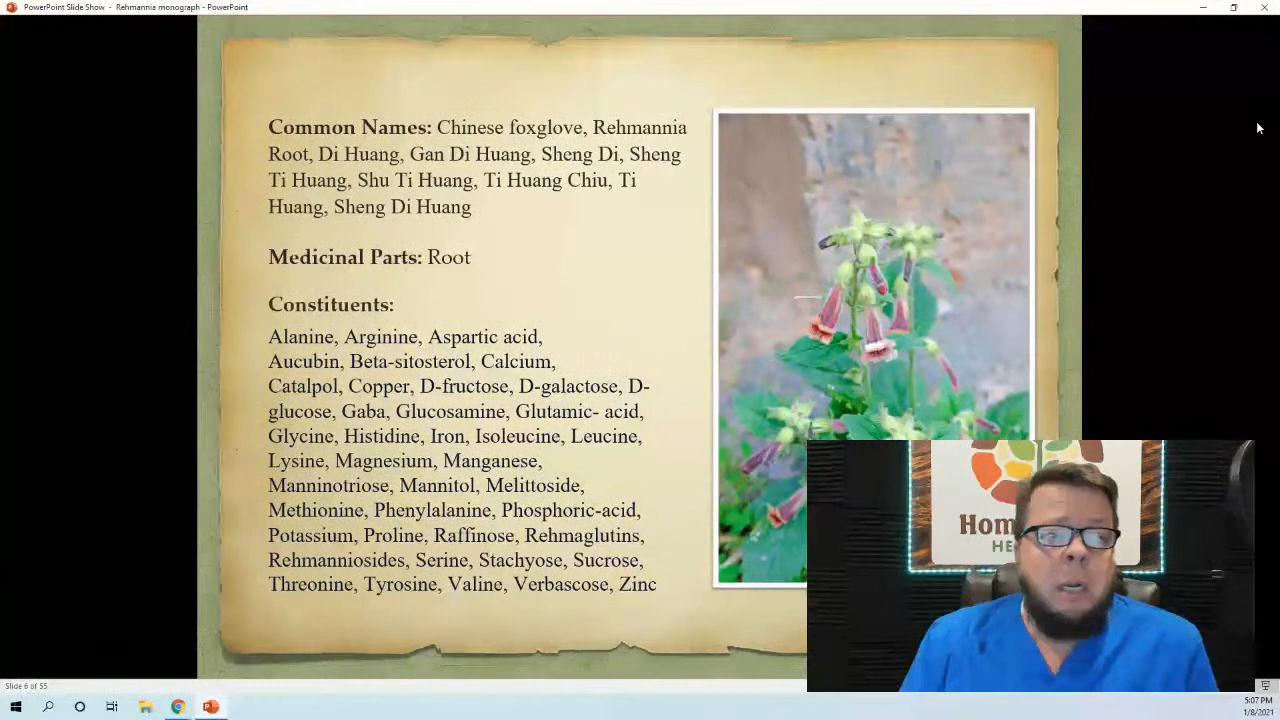 PowerPoint Slide Show - Rehmannia monograph - PowerPoint
Common Names: Chinese foxglove, Rehmannia
Root, Di Huang, Gan Di Huang, Sheng Di, Sheng
Ti Huang, Shu Ti Huang, Ti Huang Chiu, Ti
Huang, Sheng Di Huang
Medicinal Parts: Root
Constituents:
Alanine, Arginine, Aspartic acid,
Aucubin, Beta-sitosterol, Calcium,
Catalpol, Copper, D-fructose, D-galactose, D-
glucose, Gaba, Glucosamine, Glutamic- acid,
Glycine, Histidine, Iron, Isoleucine, Leucine,
Lysine, Magnesium, Manganese,
Manninotriose, Mannitol, Melittoside,
Methionine, Phenylalanine, Phosphoric-acid,
Potassium, Proline, Raffinose, Rehmaglutins,
Rehmanniosides, Serine, Stachyose, Sucrose,
Threonine, Tyrosine, Valine, Verbascose, Zinc
Hom
HE
Slide 6 of 55
5:07 PM
1/8/2021